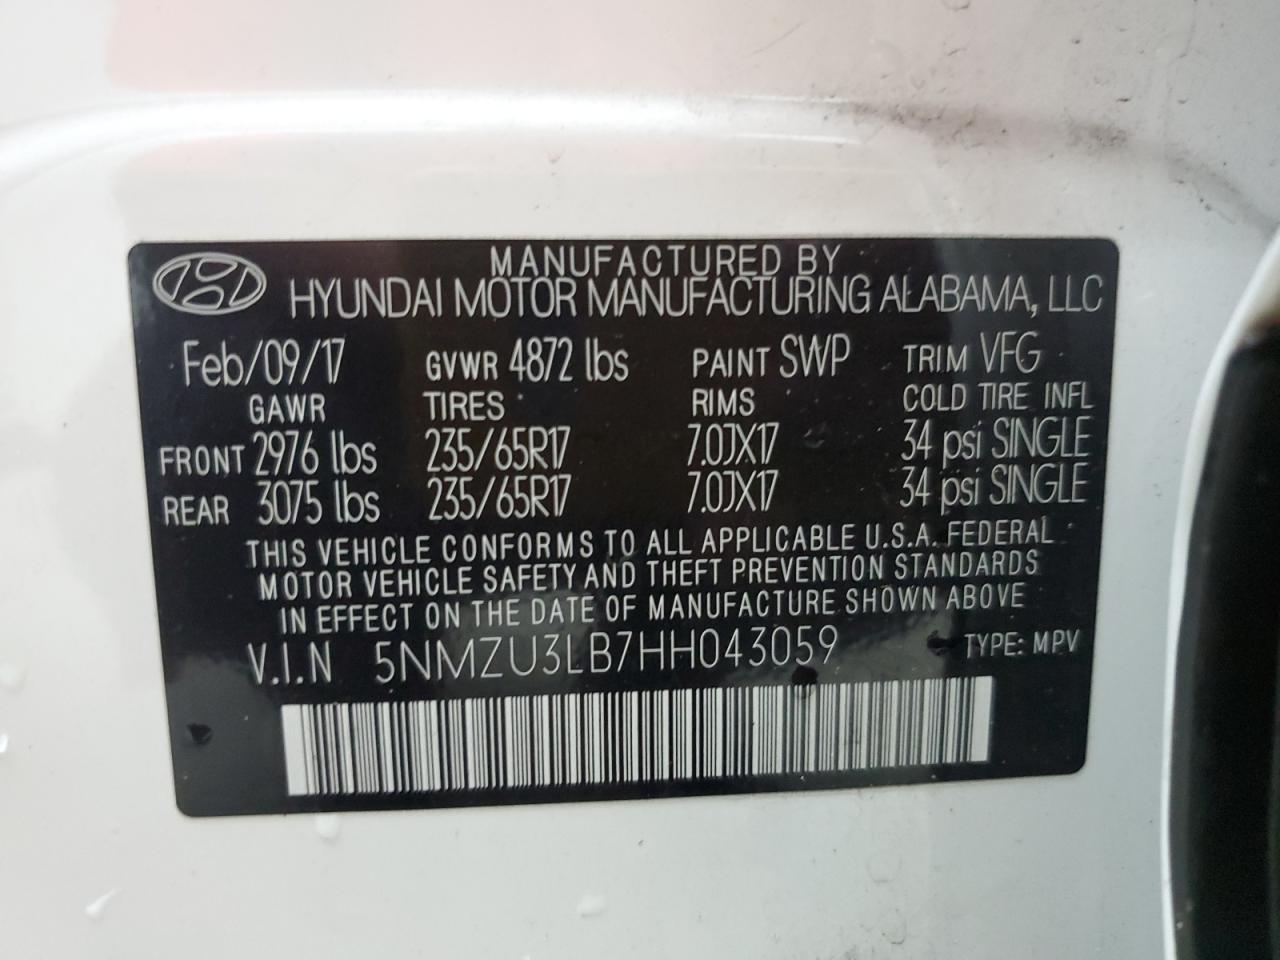 MANUFACTURED BY
HYUNDAI MOTOR MANUFACTURING ALABAMA, LLC
Feb/09/17 GVWR 4872 lbs PAINT SWP TRIM VFG
GAWR TIRES RIMS COLD TIRE INFL
FRONT 2976 lbs 235/65R17 7.0JX17 34 psi SINGLE
REAR 3075 lbs 235/65R17 7.0JX17 34 psi SINGLE
THIS VEHICLE CONFORMS TO ALL APPLICABLE U.S.A. FEDERAL
MOTOR VEHICLE SAFETY AND THEFT PREVENTION STANDARDS
IN EFFECT ON THE DATE OF MANUFACTURE SHOWN ABOVE
V.I.N 5NMZU3LB7HH043059 TYPE: MPV